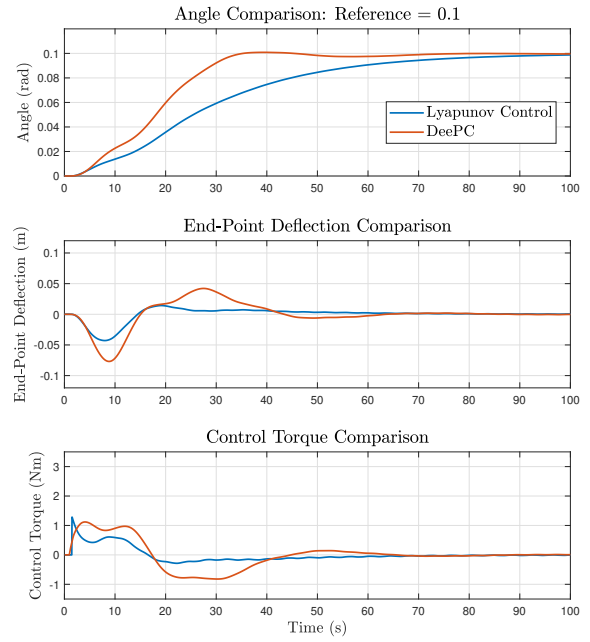 Angle Comparison: Reference = 0.1
Angle (rad)
0.1
0.08
0.06
0.04
0.02
0
Lyapunov Control
DeePC
0 10 20 30 40 50 60 70 80 90 100
End-Point Deflection Comparison
End-Point Deflection (m)
0.1
0.05
0
-0.05
-0.1
0 10 20 30 40 50 60 70 80 90 100
Control Torque Comparison
Control Torque (Nm)
3
2
1
0
-1
0 10 20 30 40 50 60 70 80 90 100
Time (s)